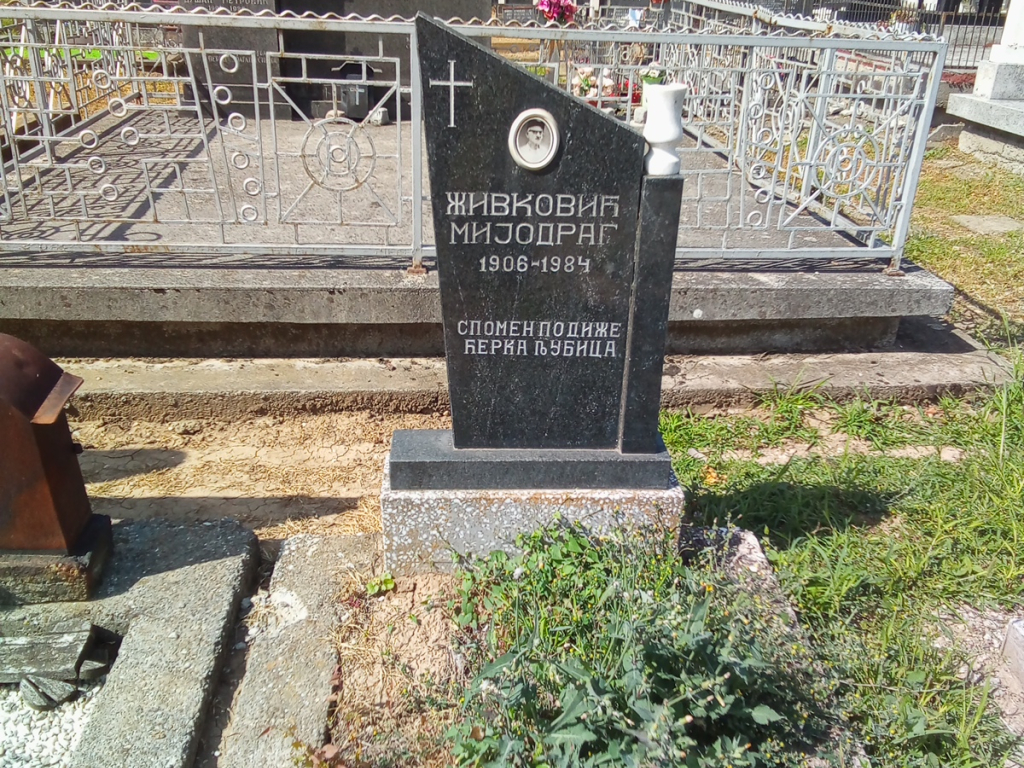 ЖИВКОВИЋ
МИЈОДРАГ
1906-1984
СПОМЕН ПОДИЖЕ
ЋЕРКА ЉУБИЦА